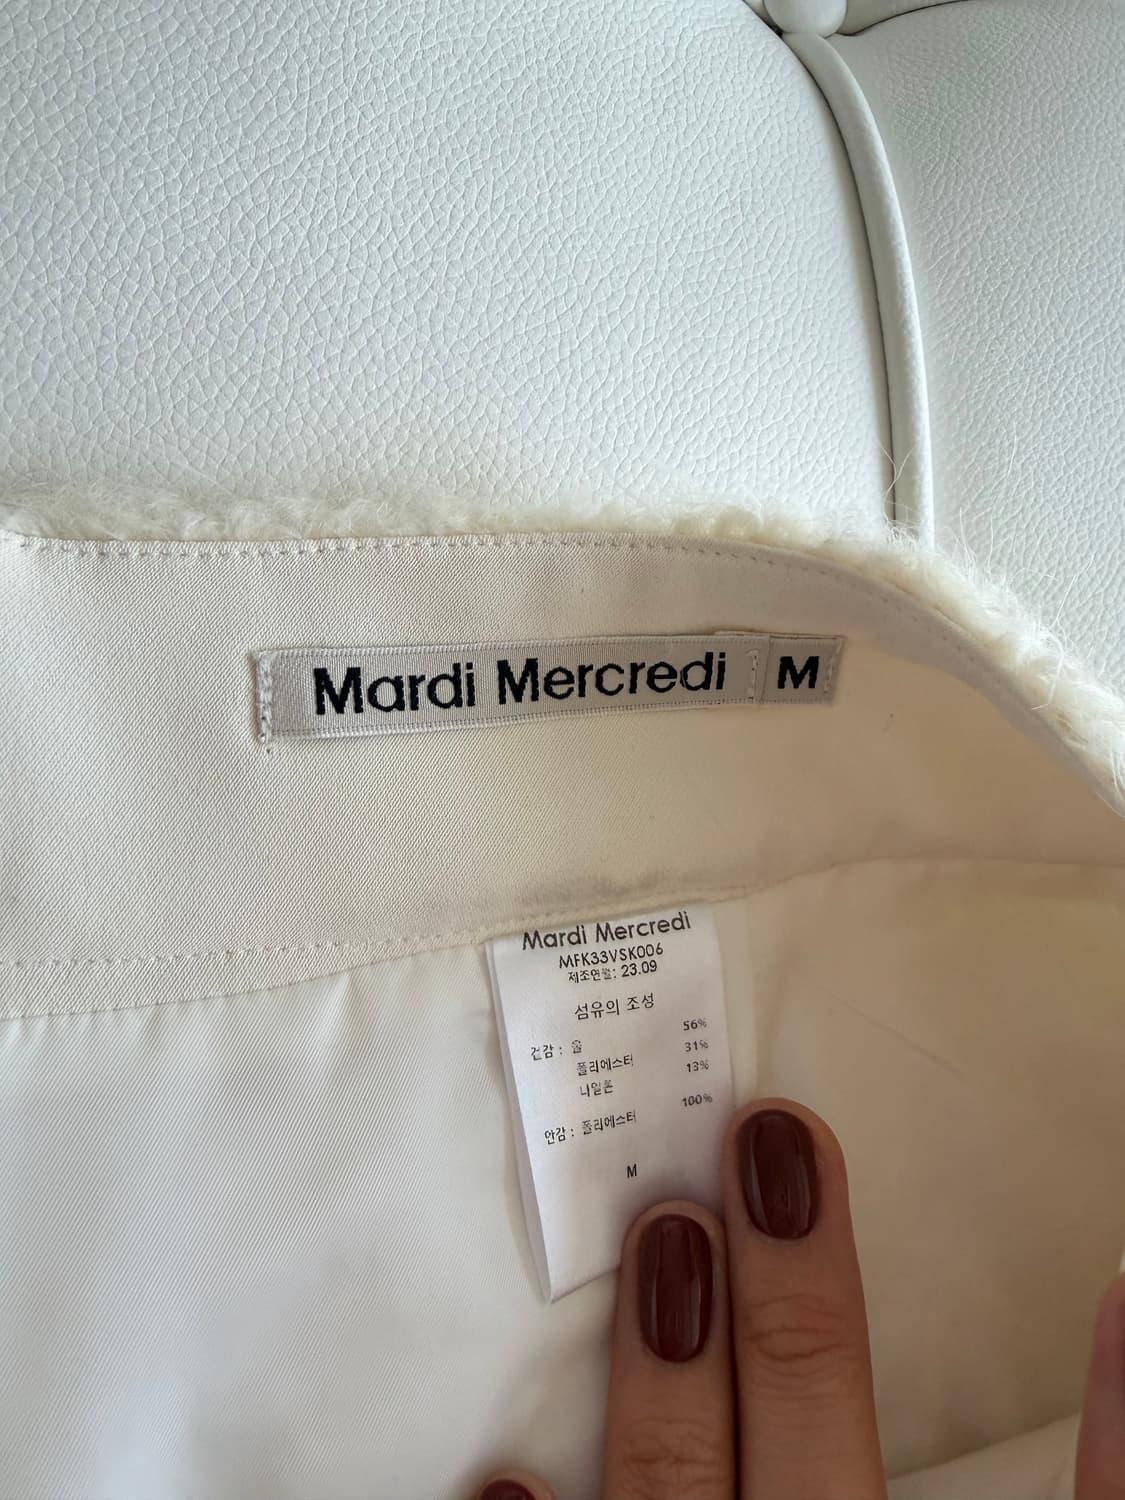 Mardi Mercredi M
Mardi Mercredi
MFK33VSK006
제조연월: 23.09
섬유의 조성
겉감 : 울 56%
폴리에스터 31%
나일론 13%
안감 : 폴리에스터 100%
M